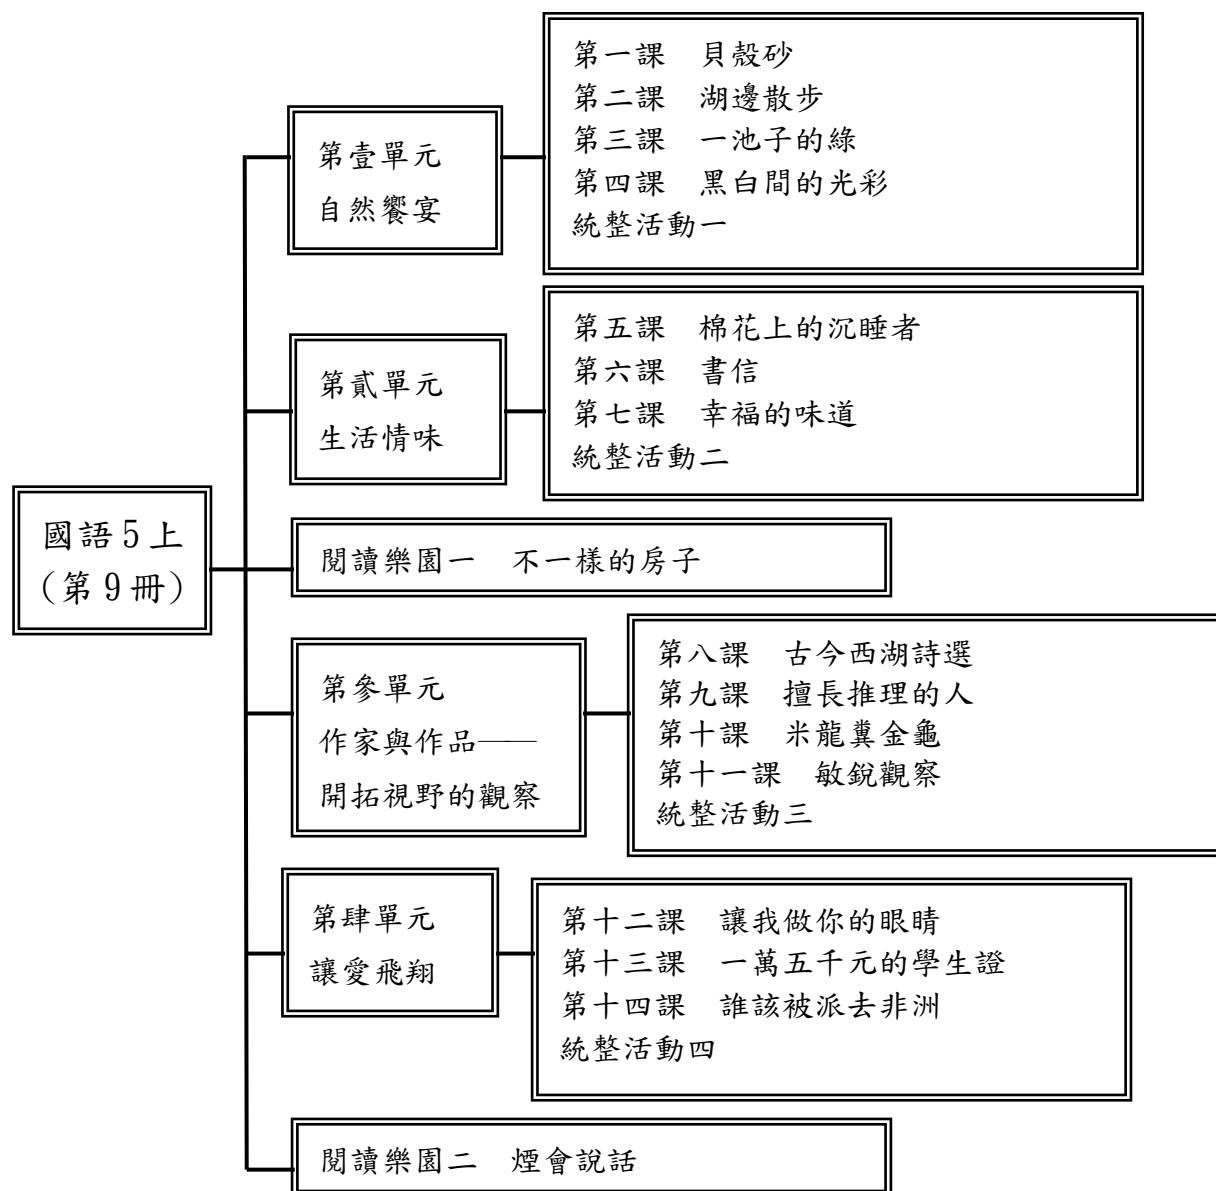 國語5上
(第9冊)
第壹單元
自然饗宴
第一課　貝殼砂
第二課　湖邊散步
第三課　一池子的綠
第四課　黑白間的光彩
統整活動一
第貳單元
生活情味
第五課　棉花上的沉睡者
第六課　書信
第七課　幸福的味道
統整活動二
閱讀樂園一　不一樣的房子
第參單元
作家與作品——
開拓視野的觀察
第八課　古今西湖詩選
第九課　擅長推理的人
第十課　米龍糞金龜
第十一課　敏銳觀察
統整活動三
第肆單元
讓愛飛翔
第十二課　讓我做你的眼睛
第十三課　一萬五千元的學生證
第十四課　誰該被派去非洲
統整活動四
閱讀樂園二　煙會說話